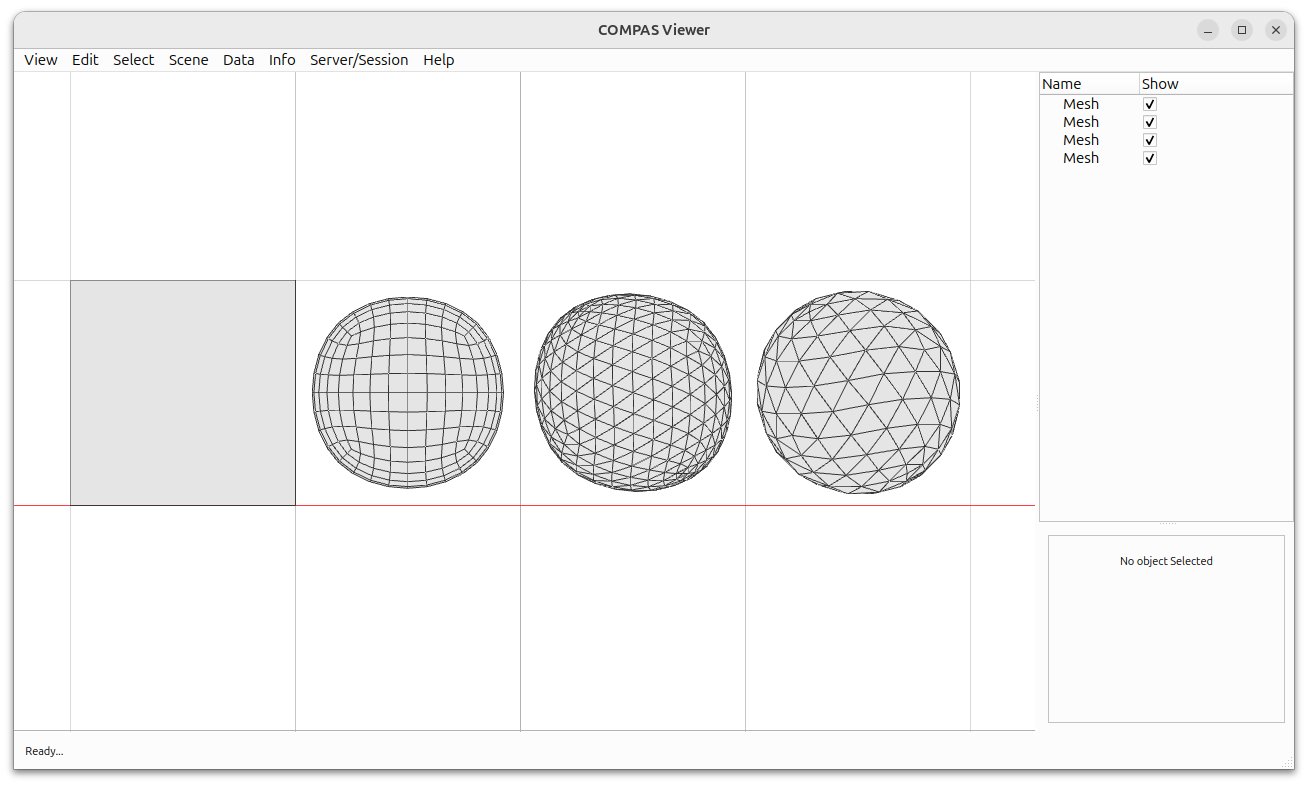 COMPAS Viewer
View Edit Select Scene Data Info Server/Session Help
Name Show
Mesh
Mesh
Mesh
Mesh
No object Selected
Ready...